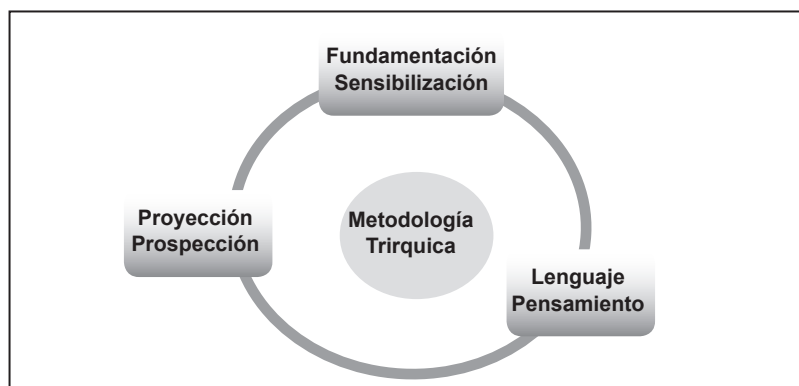 Fundamentación
Sensibilización
Proyección
Prospección
Metodología
Trirquica
Lenguaje
Pensamiento